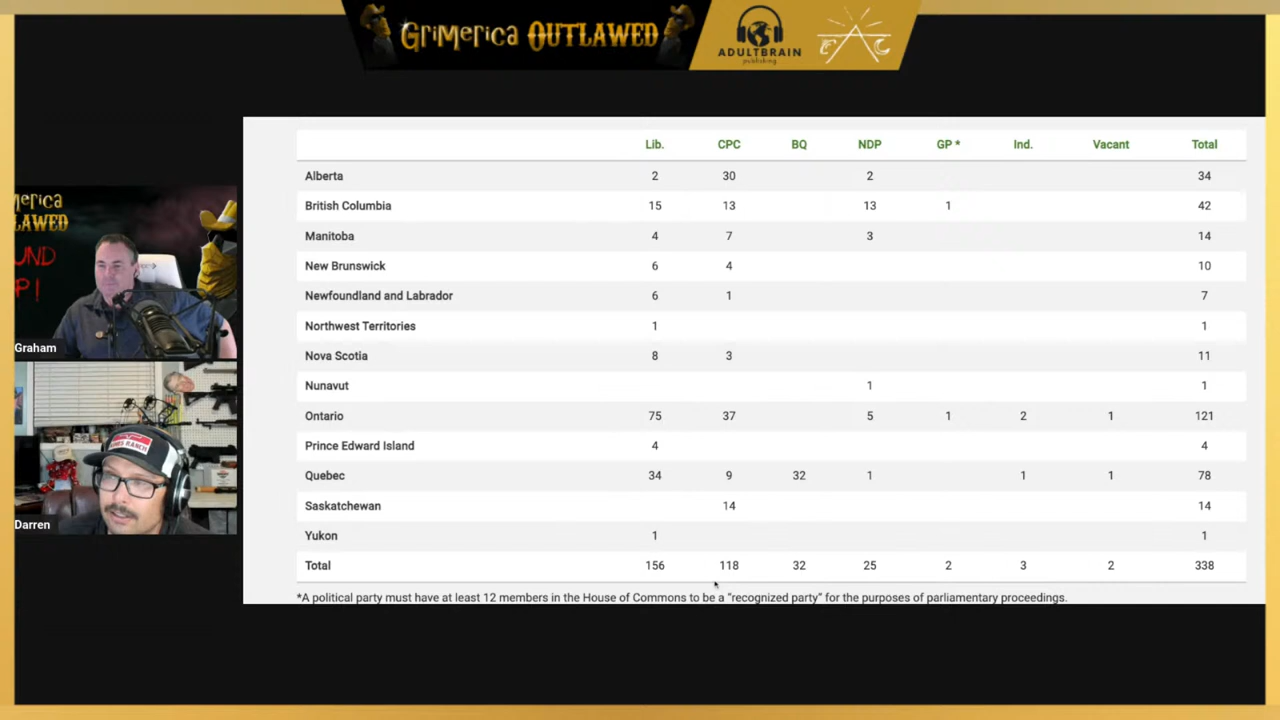 GRIMERICA OUTLAWED
ADULTBRAIN
publishing
Lib. CPC BQ NDP GP * Ind. Vacant Total
Alberta 2 30 2 34
British Columbia 15 13 13 1 42
Manitoba 4 7 3 14
New Brunswick 6 4 10
Newfoundland and Labrador 6 1 7
Northwest Territories 1 1
Nova Scotia 8 3 11
Nunavut 1 1
Ontario 75 37 5 1 2 1 121
Prince Edward Island 4 4
Quebec 34 9 32 1 1 1 78
Saskatchewan 14 14
Yukon 1 1
Total 156 118 32 25 2 3 2 338
*A political party must have at least 12 members in the House of Commons to be a “recognized party” for the purposes of parliamentary proceedings.
merica
LAWED
UND
P!
Graham
Darren